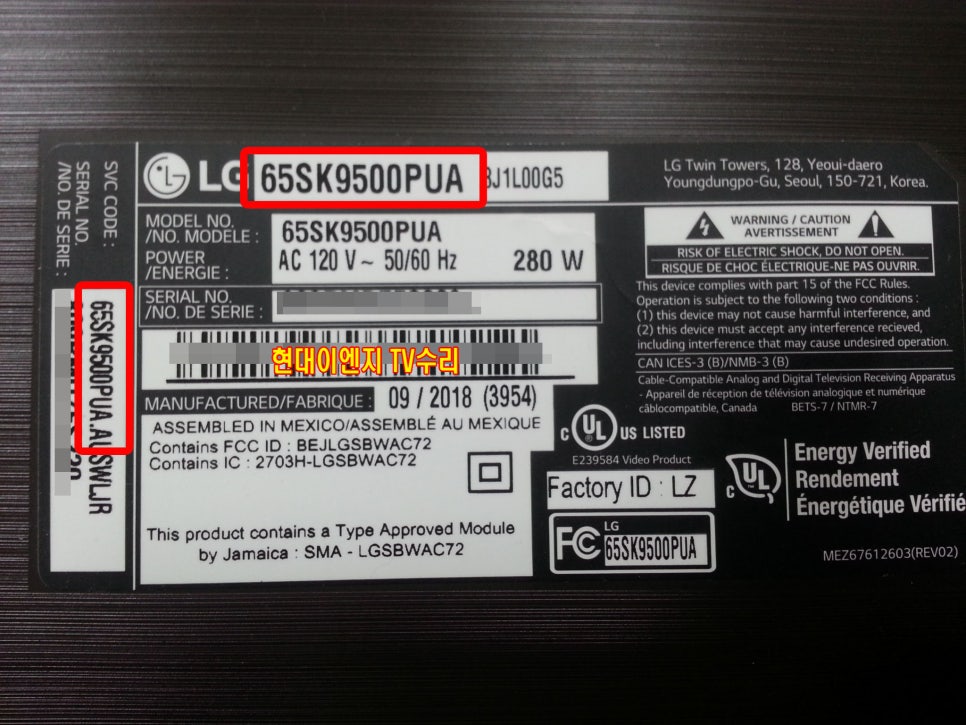 LG 65SK9500PUA 3J1L00G5
LG Twin Towers, 128, Yeoui-daero
Youngdungpo-Gu, Seoul, 150-721, Korea.
MODEL NO.
/NO. MODÈLE : 65SK9500PUA
POWER
/ÉNERGIE : AC 120 V ~ 50/60 Hz 280 W
SERIAL NO.
/NO. DE SÉRIE :
현대이엔지 TV수리
MANUFACTURED/FABRIQUE : 09 / 2018 (3954)
ASSEMBLED IN MEXICO/ASSEMBLÉ AU MEXIQUE
Contains FCC ID : BEJLGSBWAC72
Contains IC : 2703H-LGSBWAC72
This product contains a Type Approved Module
by Jamaica : SMA - LGSBWAC72
WARNING / CAUTION
AVERTISSEMENT
RISK OF ELECTRIC SHOCK, DO NOT OPEN.
RISQUE DE CHOC ÉLECTRIQUE-NE PAS OUVRIR.
This device complies with part 15 of the FCC Rules.
Operation is subject to the following two conditions :
(1) this device may not cause harmful interference, and
(2) this device must accept any interference recieved,
including interference that may cause undesired operation.
CAN ICES-3 (B)/NMB-3 (B)
Cable-Compatible Analog and Digital Television Receiving Apparatus
- Appareil de réception de télévision analogique et numérique
câblocompatible, Canada BETS-7 / NTMR-7
C UL US LISTED
E239584 Video Product
Factory ID : LZ
FC LG
65SK9500PUA
C UL
Energy Verified
Rendement
Énergétique Vérifié
MEZ67612603(REV02)
SVC CODE :
65SK9500PUA.AUSWLJR
SERIAL NO.
/NO. DE SÉRIE :